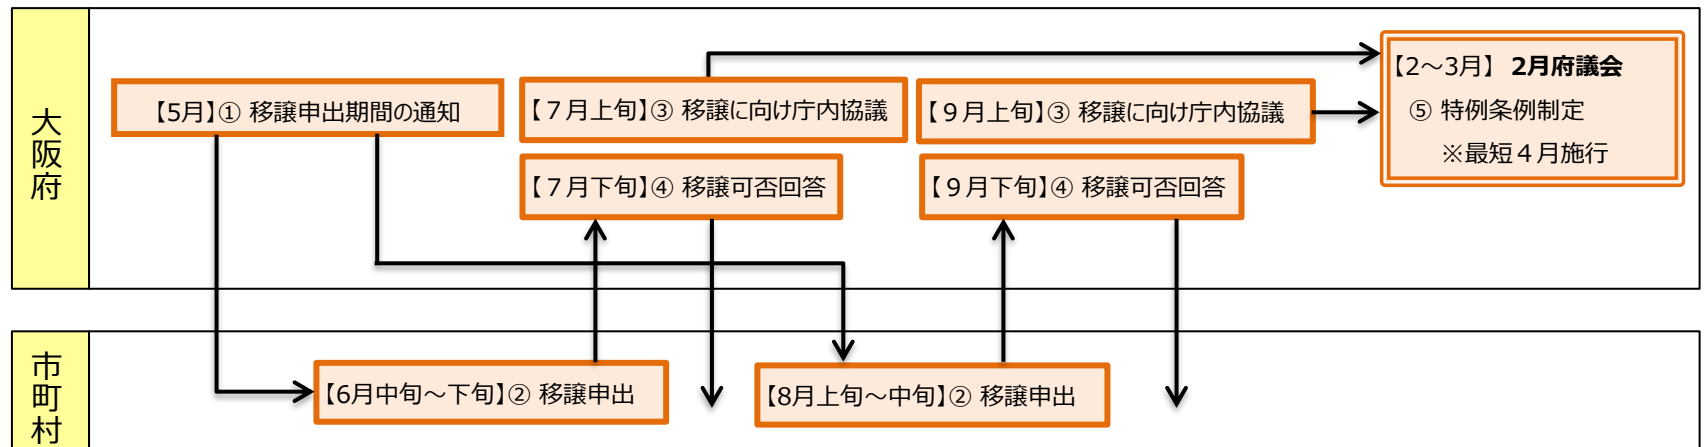 大阪府
【5月】① 移譲申出期間の通知
【７月上旬】③ 移譲に向け庁内協議
【９月上旬】③ 移譲に向け庁内協議
【2～3月】 2月府議会
⑤ 特例条例制定
※最短４月施行
【７月下旬】④ 移譲可否回答
【９月下旬】④ 移譲可否回答
市町村
【6月中旬～下旬】② 移譲申出
【8月上旬～中旬】② 移譲申出